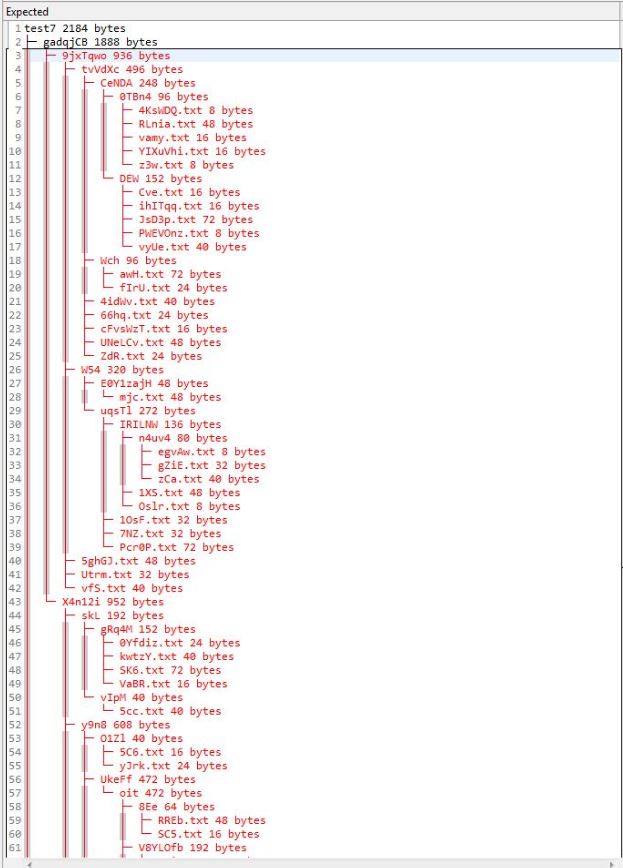 Expected
1 test7 2184 bytes
2 ├─ gadqjCB 1888 bytes
3 │ ├─ 9jxTqwo 936 bytes
4 │ │ ├─ tvVdXc 496 bytes
5 │ │ │ ├─ CeNDA 248 bytes
6 │ │ │ │ ├─ 0TBn4 96 bytes
7 │ │ │ │ │ ├─ 4KsWDQ.txt 8 bytes
8 │ │ │ │ │ ├─ RLnia.txt 48 bytes
9 │ │ │ │ │ ├─ vamy.txt 16 bytes
10 │ │ │ │ │ ├─ YIXuVhi.txt 16 bytes
11 │ │ │ │ │ └─ z3w.txt 8 bytes
12 │ │ │ │ └─ DEW 152 bytes
13 │ │ │ │ ├─ Cve.txt 16 bytes
14 │ │ │ │ ├─ ihITqq.txt 16 bytes
15 │ │ │ │ ├─ JsD3p.txt 72 bytes
16 │ │ │ │ ├─ PWEVOnz.txt 8 bytes
17 │ │ │ │ └─ vyUe.txt 40 bytes
18 │ │ │ ├─ Wch 96 bytes
19 │ │ │ │ ├─ awH.txt 72 bytes
20 │ │ │ │ └─ fIrU.txt 24 bytes
21 │ │ │ ├─ 4idWv.txt 40 bytes
22 │ │ │ ├─ 66hq.txt 24 bytes
23 │ │ │ ├─ cFvsWzT.txt 16 bytes
24 │ │ │ ├─ UNeLCv.txt 48 bytes
25 │ │ │ └─ ZdR.txt 24 bytes
26 │ │ ├─ W54 320 bytes
27 │ │ │ ├─ E0Y1zajH 48 bytes
28 │ │ │ │ └─ mjc.txt 48 bytes
29 │ │ │ └─ uqsTl 272 bytes
30 │ │ │ ├─ IRILNW 136 bytes
31 │ │ │ │ ├─ n4uv4 80 bytes
32 │ │ │ │ │ ├─ egvAw.txt 8 bytes
33 │ │ │ │ │ ├─ gZiE.txt 32 bytes
34 │ │ │ │ │ └─ zCa.txt 40 bytes
35 │ │ │ │ ├─ 1XS.txt 48 bytes
36 │ │ │ │ └─ Oslr.txt 8 bytes
37 │ │ │ ├─ 1OsF.txt 32 bytes
38 │ │ │ ├─ 7NZ.txt 32 bytes
39 │ │ │ └─ Pcr0P.txt 72 bytes
40 │ │ ├─ 5ghGJ.txt 48 bytes
41 │ │ ├─ Utrm.txt 32 bytes
42 │ │ └─ vfS.txt 40 bytes
43 │ └─ X4n12i 952 bytes
44 │ ├─ skL 192 bytes
45 │ │ ├─ gRq4M 152 bytes
46 │ │ │ ├─ 0Yfdiz.txt 24 bytes
47 │ │ │ ├─ kwtzY.txt 40 bytes
48 │ │ │ ├─ SK6.txt 72 bytes
49 │ │ │ └─ VaBR.txt 16 bytes
50 │ │ └─ vIpM 40 bytes
51 │ │ └─ 5cc.txt 40 bytes
52 │ ├─ y9n8 608 bytes
53 │ │ ├─ O1Zl 40 bytes
54 │ │ │ ├─ 5C6.txt 16 bytes
55 │ │ │ └─ yJrk.txt 24 bytes
56 │ │ ├─ UkeFf 472 bytes
57 │ │ │ └─ oit 472 bytes
58 │ │ │ ├─ 8Ee 64 bytes
59 │ │ │ │ ├─ RREb.txt 48 bytes
60 │ │ │ │ └─ SC5.txt 16 bytes
61 │ │ │ ├─ V8YLOfb 192 bytes